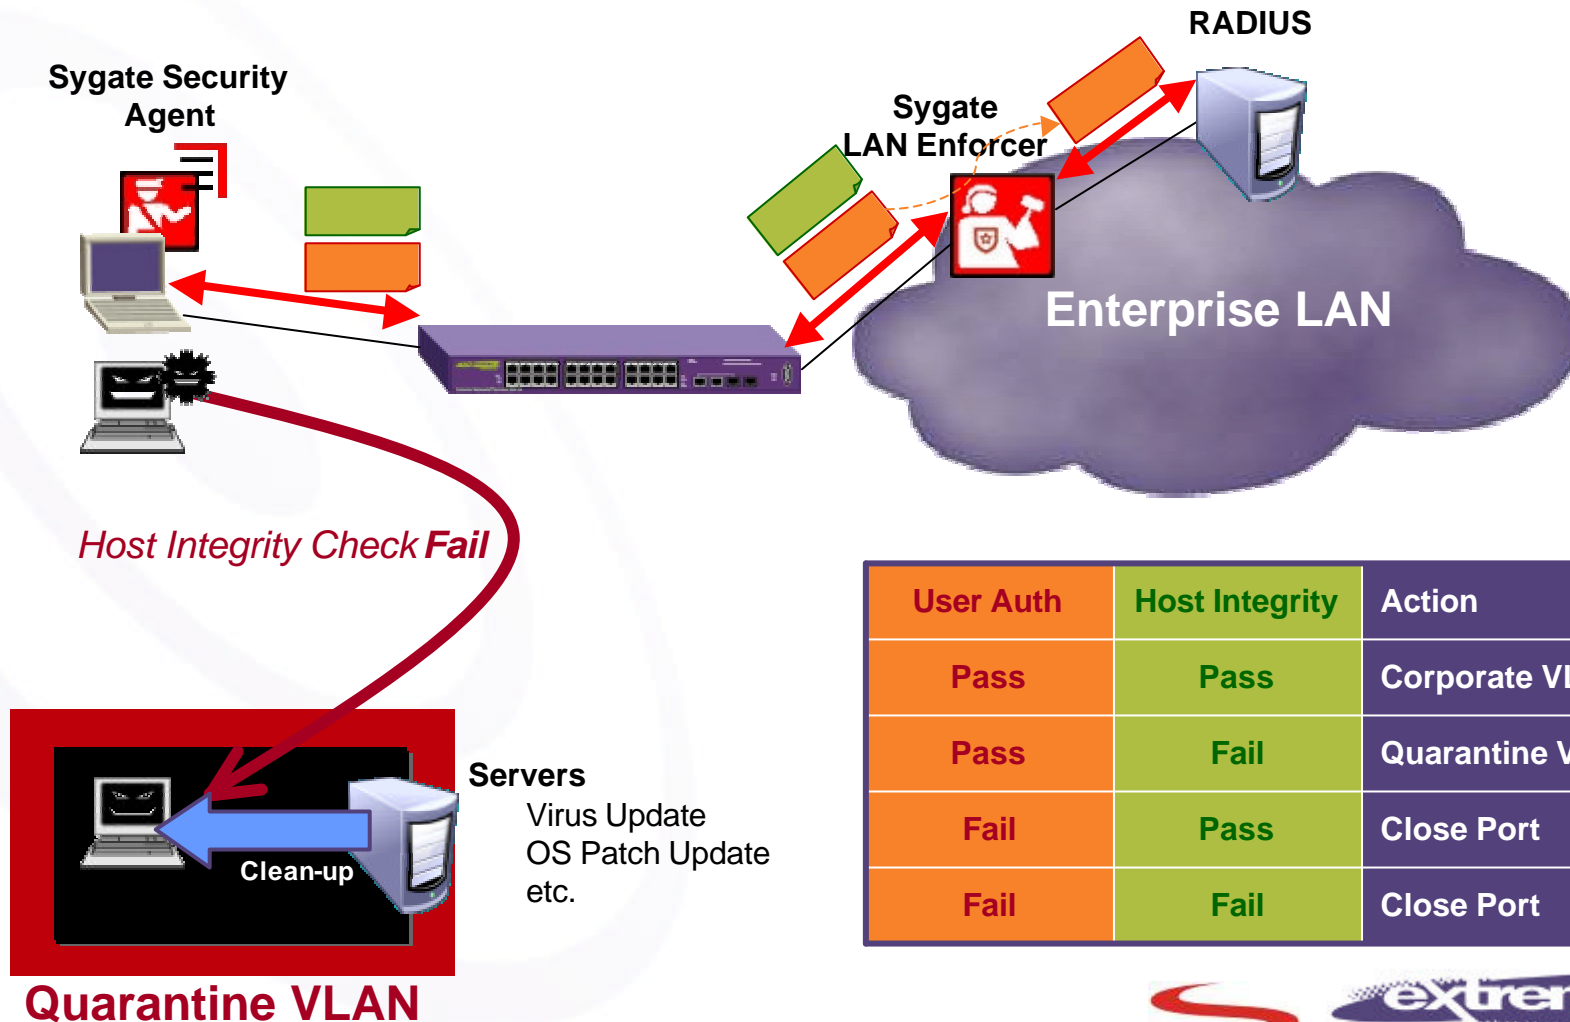 RADIUS
Sygate Security
Agent
Sygate
LAN Enforcer
Enterprise LAN
Host Integrity Check Fail
User Auth Host Integrity Action
Pass Pass Corporate
Pass Fail Quarantine
Fail Pass Close Port
Fail Fail Close Port
Servers
Virus Update
OS Patch Update
etc.
Clean-up
Quarantine VLAN